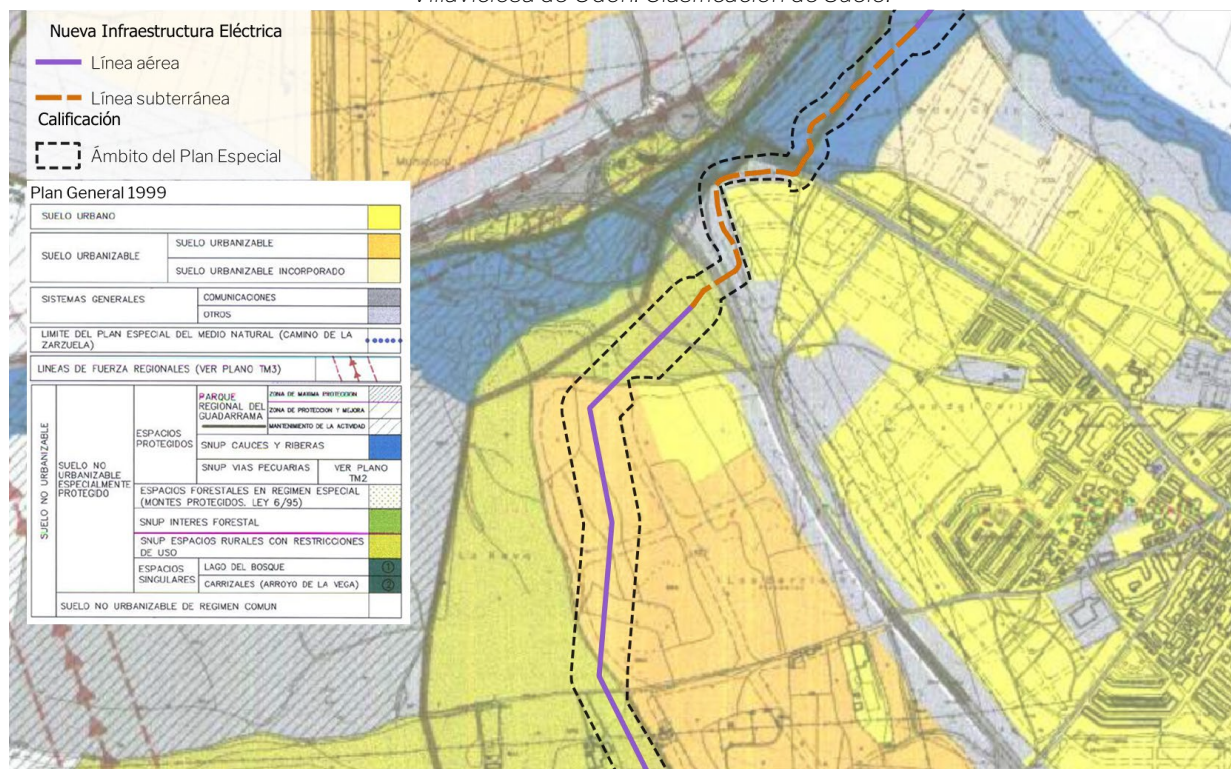 Villaviciosa de Odón. Clasificación de Suelo.
Nueva Infraestructura Eléctrica
Línea aérea
Línea subterránea
Calificación
Ámbito del Plan Especial
Plan General 1999
SUELO URBANO
SUELO URBANIZABLE
SUELO URBANIZABLE
SUELO URBANIZABLE INCORPORADO
SISTEMAS GENERALES
COMUNICACIONES
OTROS
LIMITE DEL PLAN ESPECIAL DEL MEDIO NATURAL (CAMINO DE LA
ZARZUELA)
LINEAS DE FUERZA REGIONALES (VER PLANO TM3)
SUELO NO URBANIZABLE
SUELO NO
URBANIZABLE
ESPECIALMENTE
PROTEGIDO
ESPACIOS
PROTEGIDOS
PARQUE
REGIONAL DEL
GUADARRAMA
ZONA DE MAXIMA PROTECCION
ZONA DE PROTECCION Y MEJORA
MANTENIMIENTO DE LA ACTIVIDAD
SNUP CAUCES Y RIBERAS
SNUP VIAS PECUARIAS
VER PLANO
TM2
ESPACIOS FORESTALES EN REGIMEN ESPECIAL
(MONTES PROTEGIDOS. LEY 6/95)
SNUP INTERES FORESTAL
SNUP ESPACIOS RURALES CON RESTRICCIONES
DE USO
ESPACIOS
SINGULARES
LAGO DEL BOSQUE
1
CARRIZALES (ARROYO DE LA VEGA)
2
SUELO NO URBANIZABLE DE REGIMEN COMUN